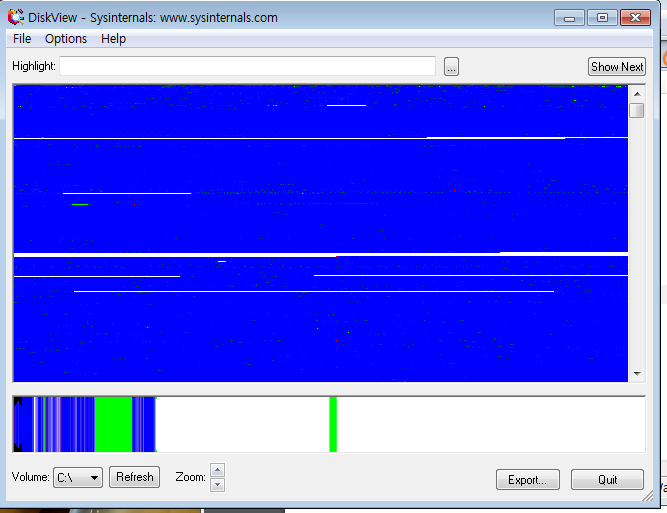 DiskView - Sysinternals: www.sysinternals.com
File Options Help
Highlight: ... Show Next
Volume: C:\ Refresh Zoom: Export... Quit